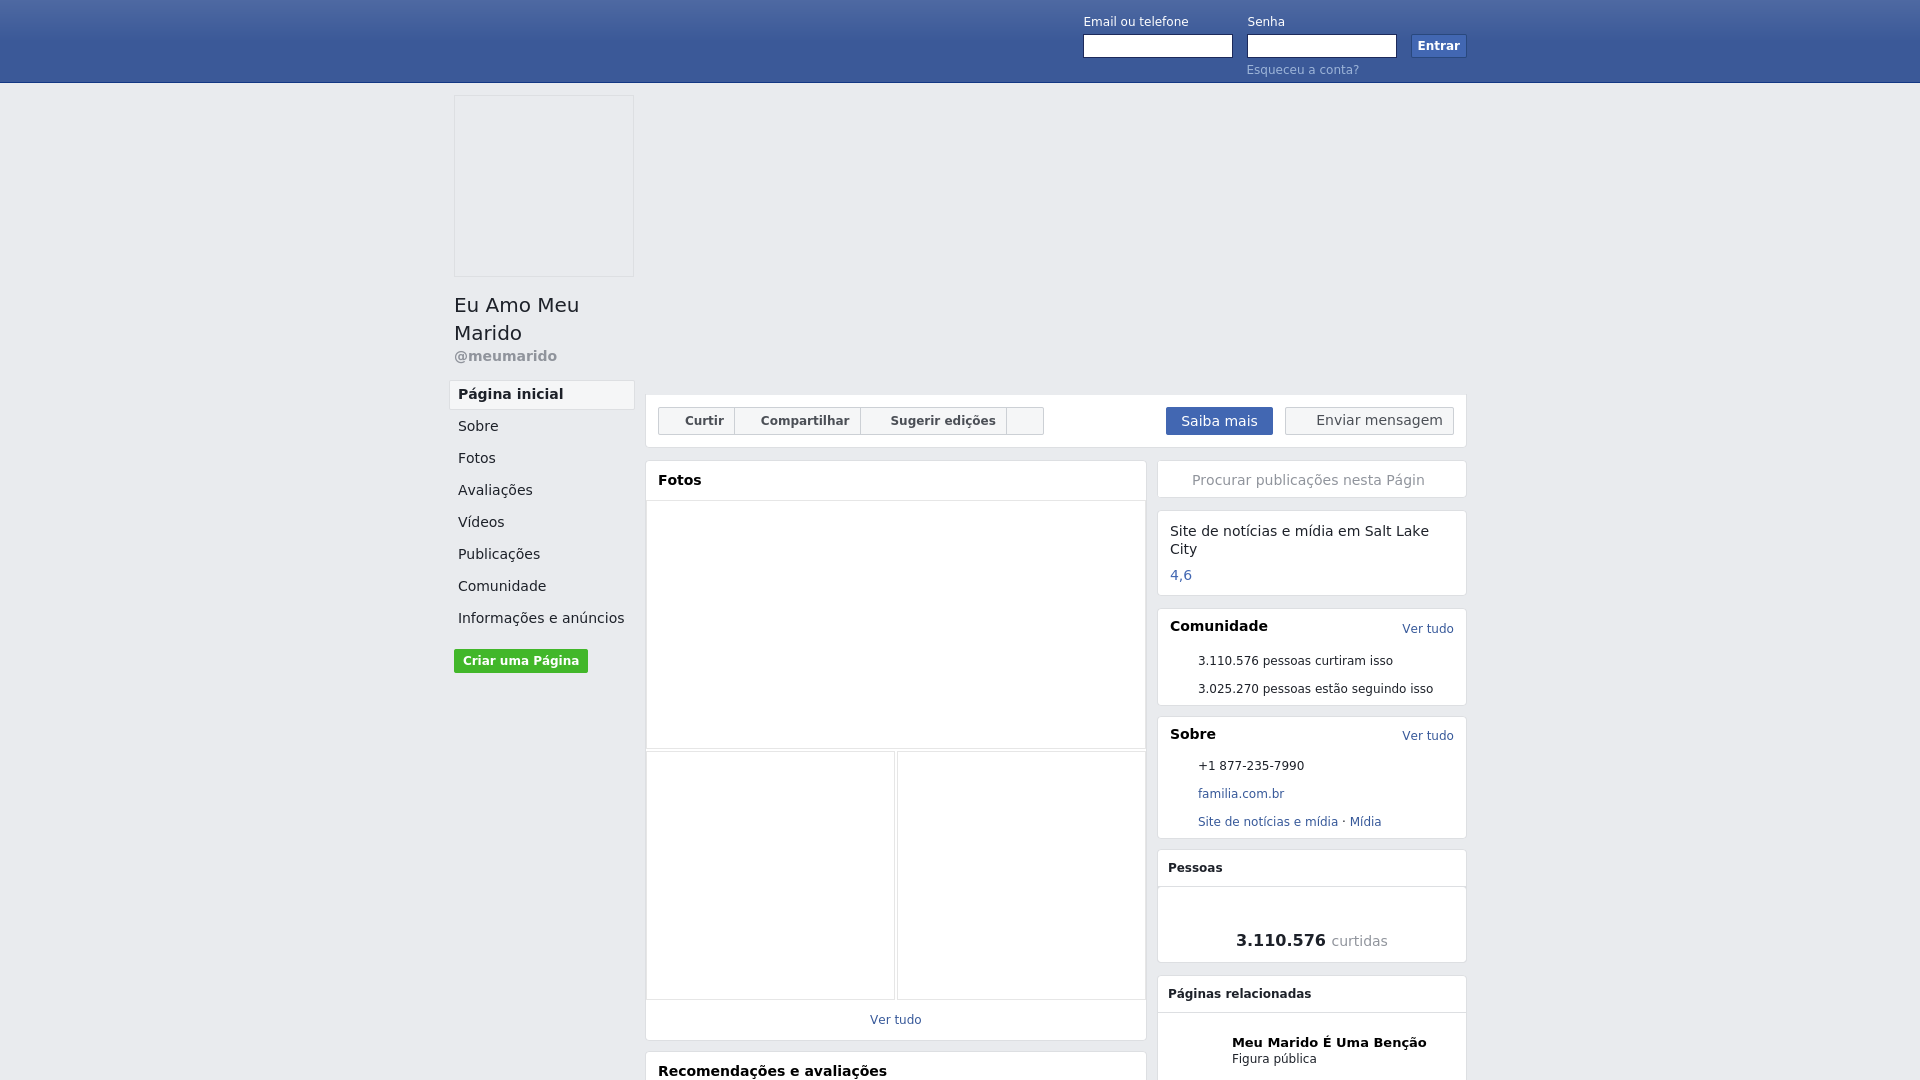 Email ou telefone
Senha
Entrar
Esqueceu a conta?
Eu Amo Meu
Marido
@meumarido
Página inicial
Sobre
Fotos
Avaliações
Vídeos
Publicações
Comunidade
Informações e anúncios
Criar uma Página
Curtir
Compartilhar
Sugerir edições
Saiba mais
Enviar mensagem
Fotos
Ver tudo
Recomendações e avaliações
Procurar publicações nesta Págin
Site de notícias e mídia em Salt Lake
City
4,6
Comunidade
Ver tudo
3.110.576 pessoas curtiram isso
3.025.270 pessoas estão seguindo isso
Sobre
Ver tudo
+1 877-235-7990
familia.com.br
Site de notícias e mídia · Mídia
Pessoas
3.110.576 curtidas
Páginas relacionadas
Meu Marido É Uma Benção
Figura pública